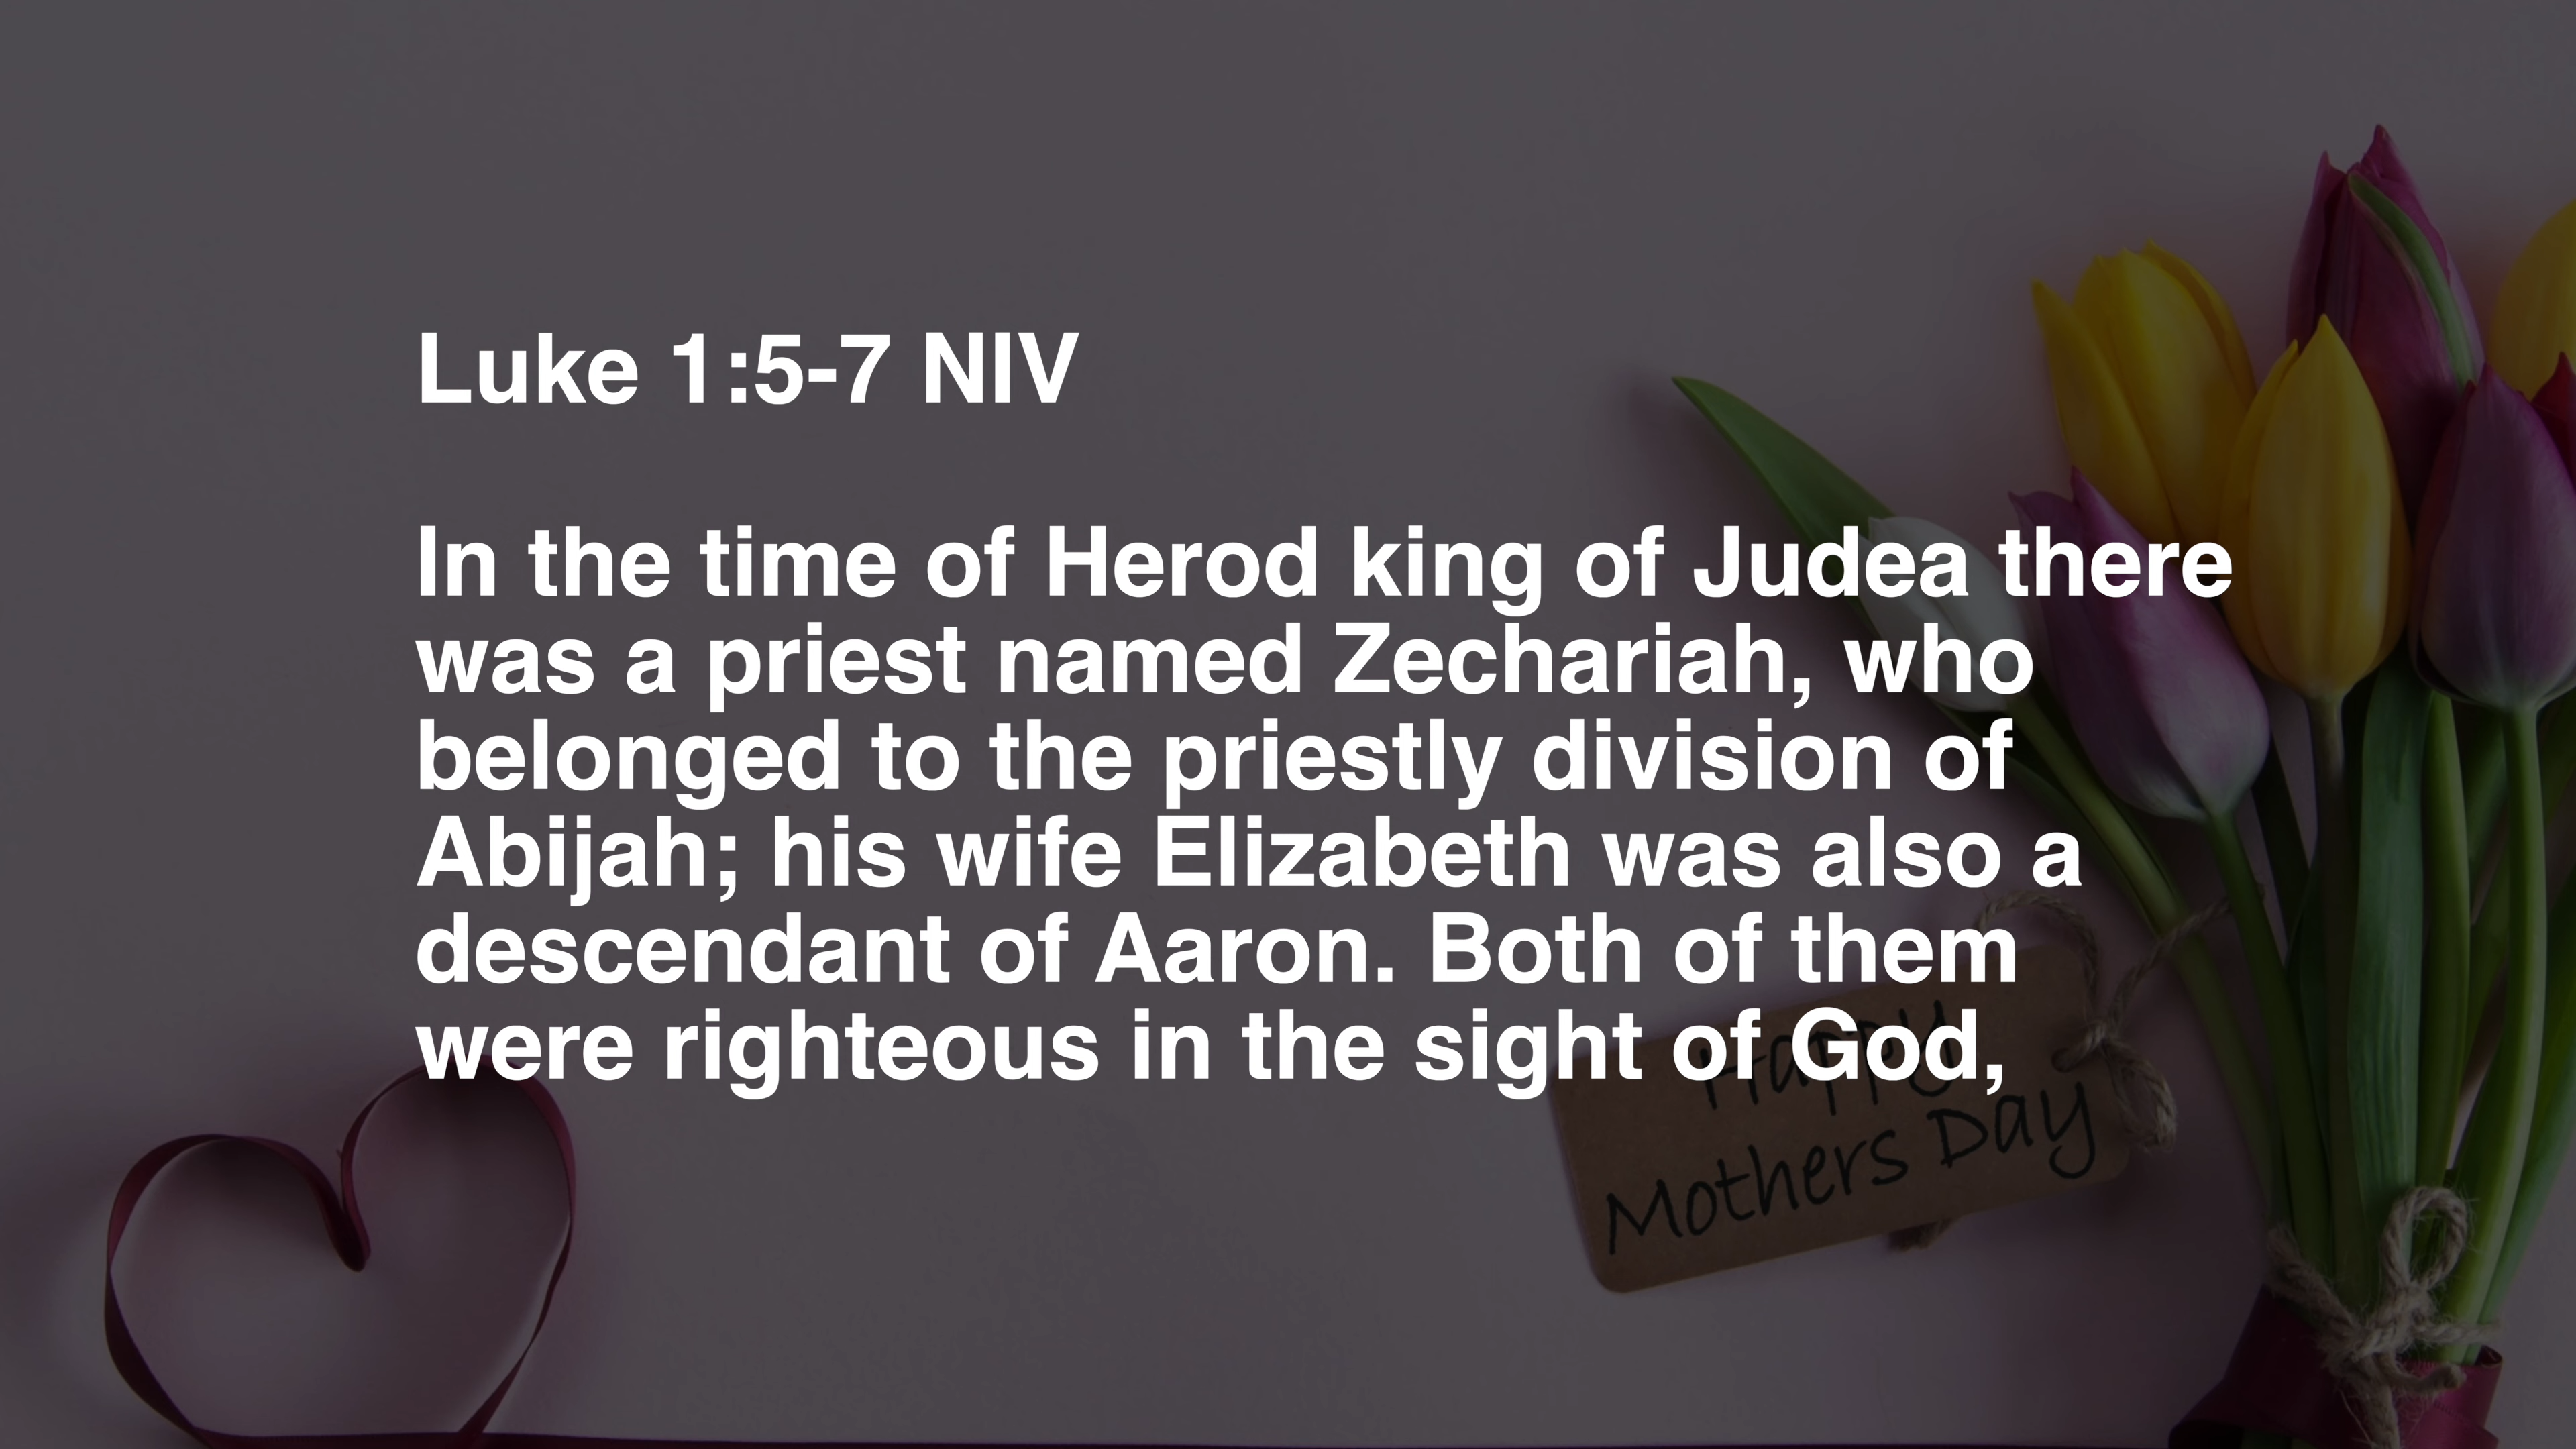 Luke 1:5-7 NIV
In the time of Herod king of Judea there
was a priest named Zechariah, who
belonged to the priestly division of
Abijah; his wife Elizabeth was also a
descendant of Aaron. Both of them
were righteous in the sight of God,
Happy
Mothers Day